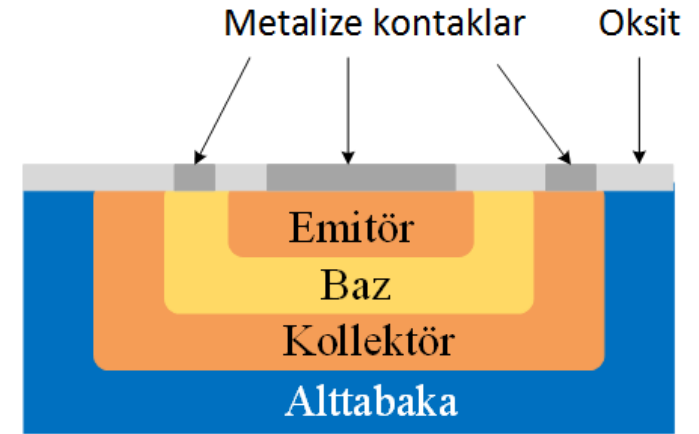 Metalize kontaklar
Oksit
Emitör
Baz
Kollektör
Alttabaka